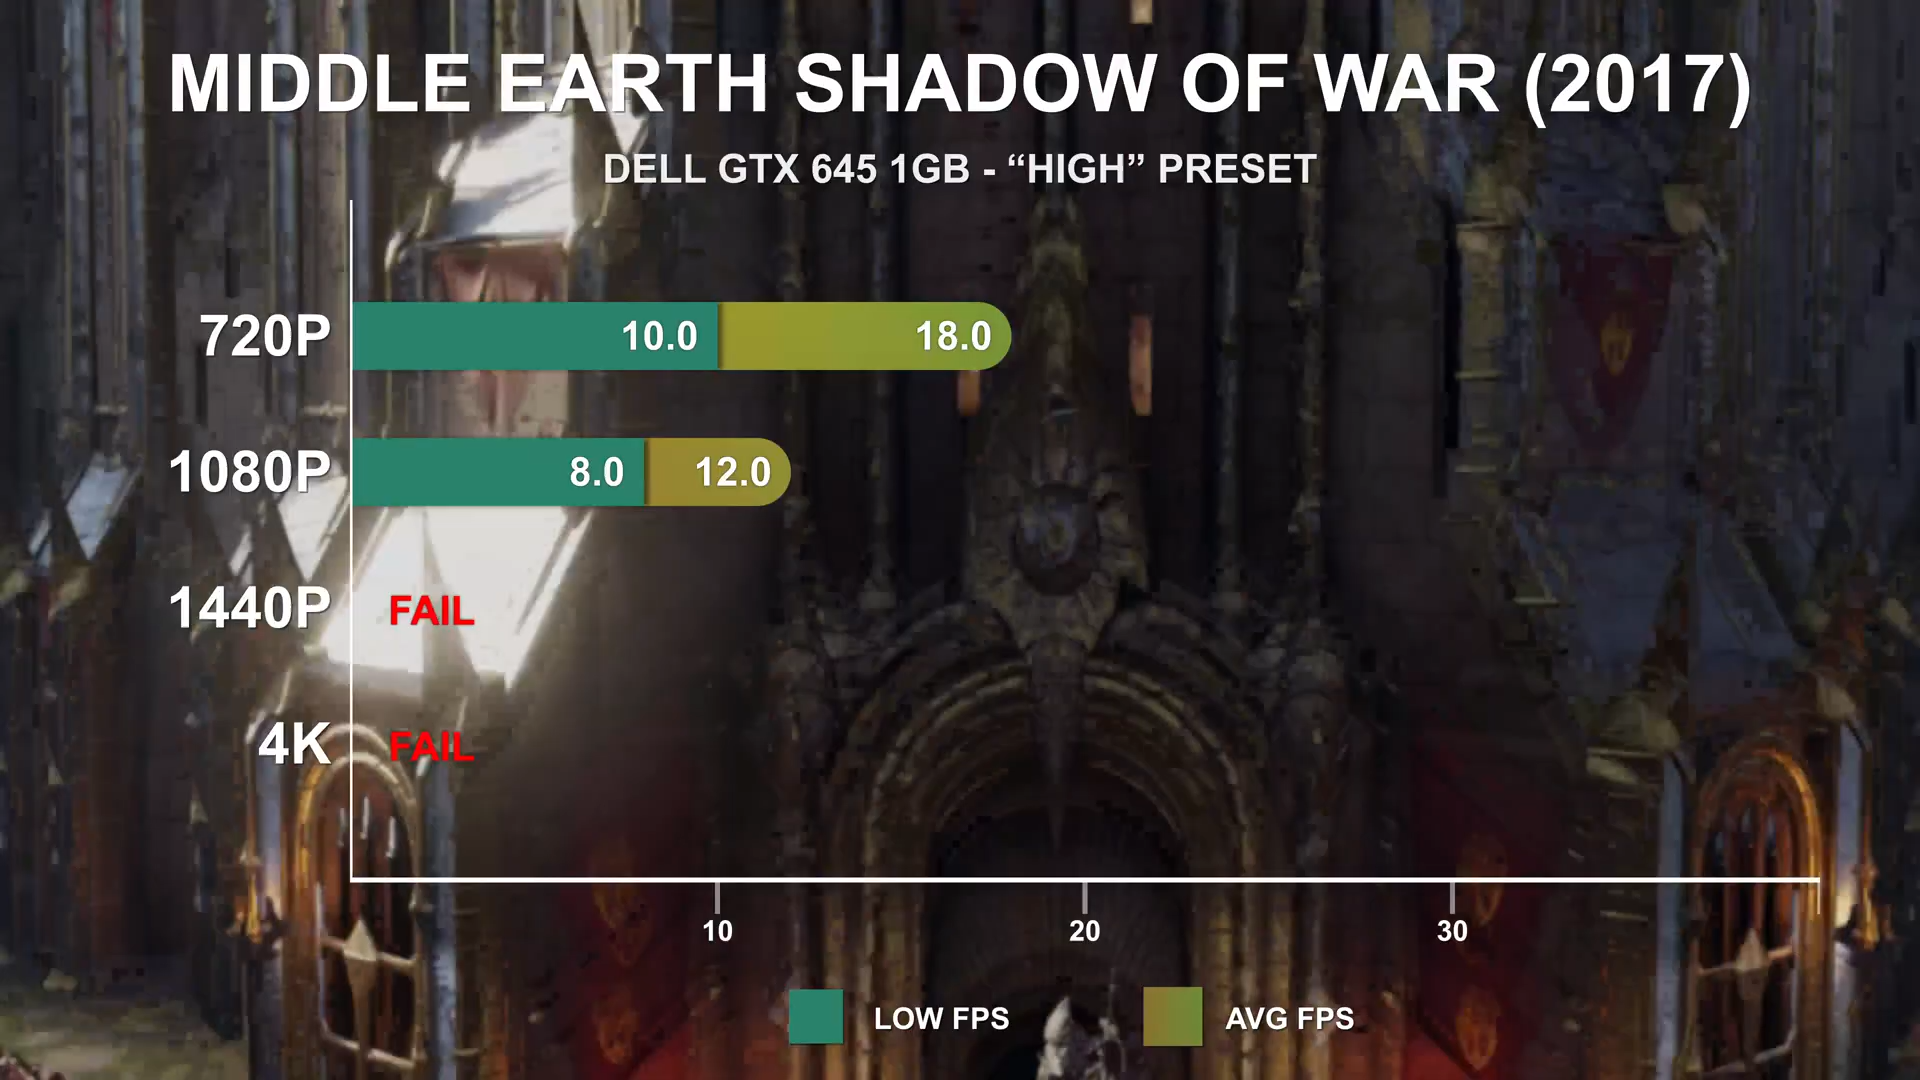 MIDDLE EARTH SHADOW OF WAR (2017)
DELL GTX 645 1GB - “HIGH” PRESET
720P 10.0 18.0
1080P 8.0 12.0
1440P FAIL
4K FAIL
10 20 30
LOW FPS AVG FPS